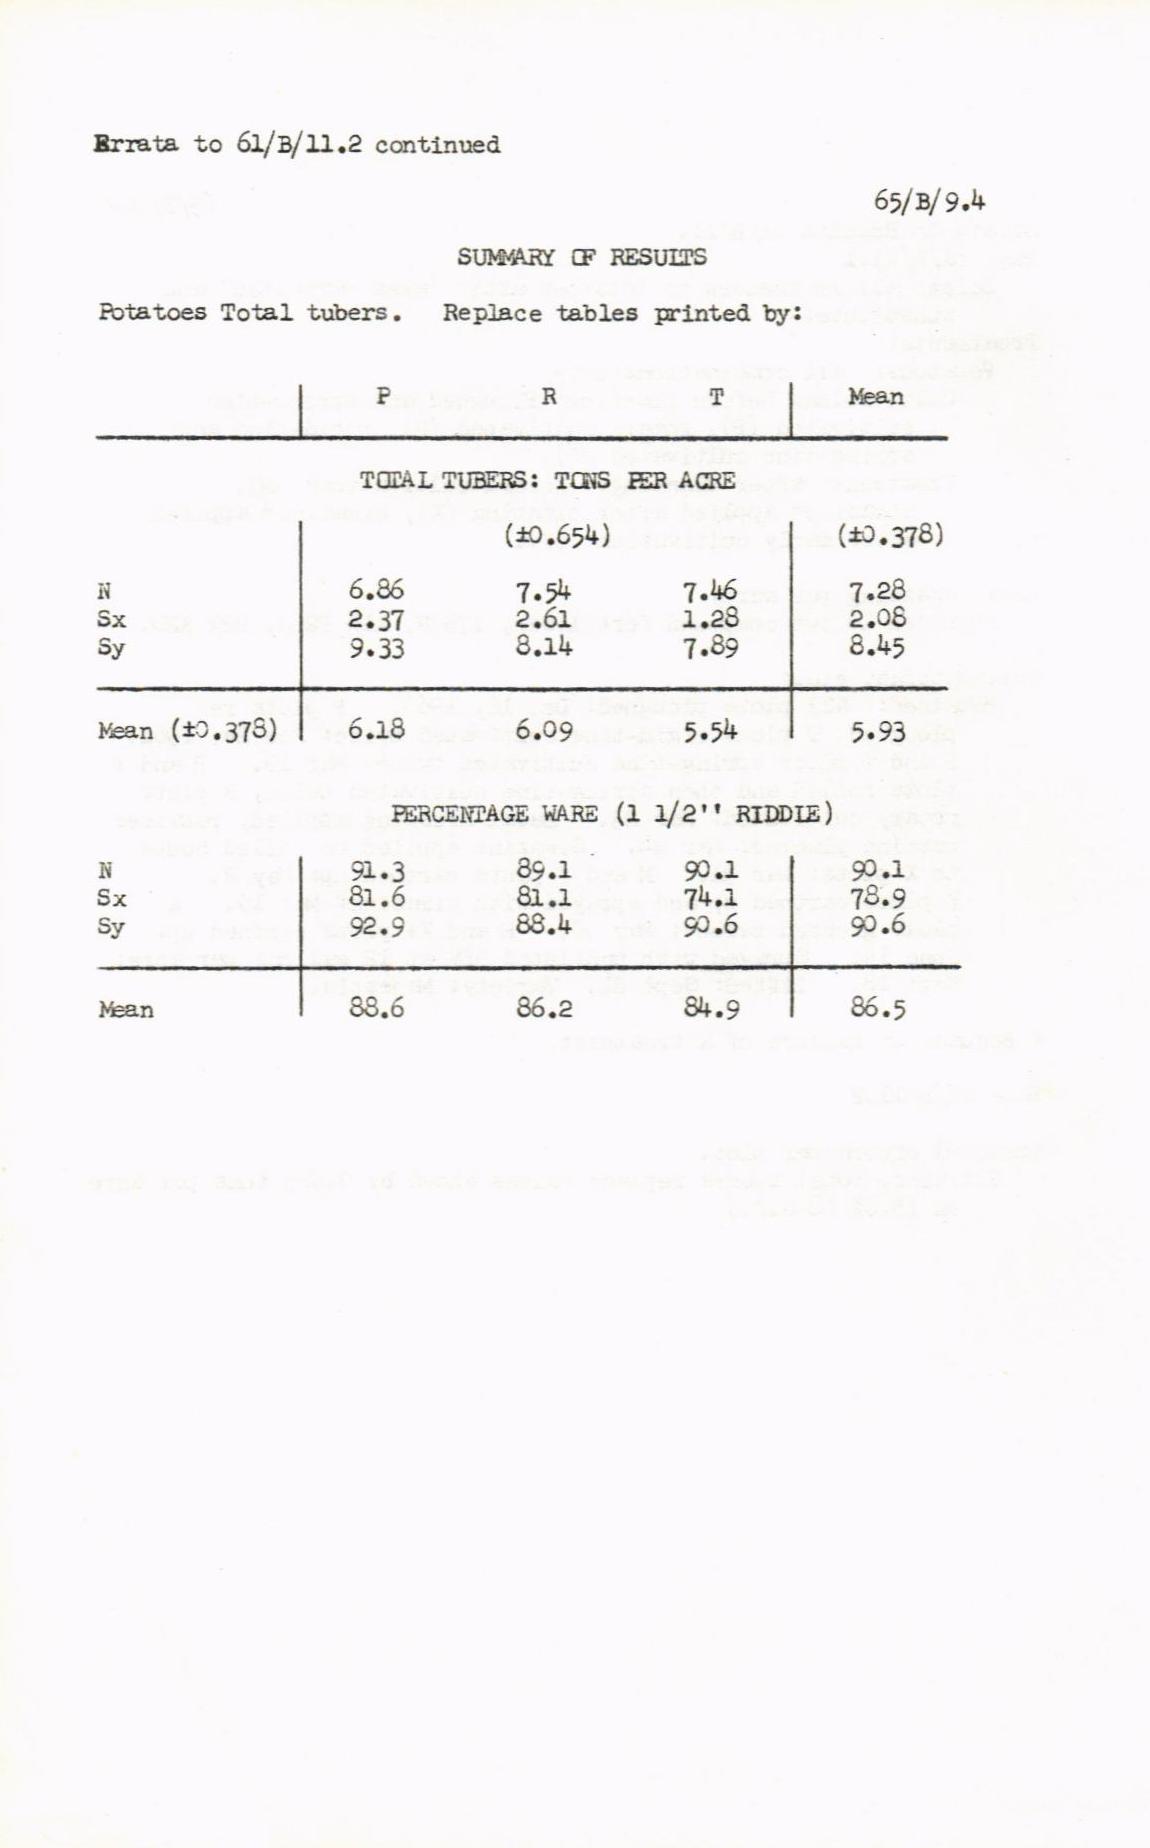 Errata to 61/B/11.2 continued
65/B/9.4
SUMMARY OF RESULTS
Potatoes Total tubers. Replace tables printed by:
P R T Mean
TOTAL TUBERS: TONS PER ACRE
(±0.654) (±0.378)
N 6.86 7.54 7.46 7.28
Sx 2.37 2.61 1.28 2.08
Sy 9.33 8.14 7.89 8.45
Mean (±0.378) 6.18 6.09 5.54 5.93
PERCENTAGE WARE (1 1/2'' RIDDLE)
N 91.3 89.1 90.1 90.1
Sx 81.6 81.1 74.1 78.9
Sy 92.9 88.4 90.6 90.6
Mean 88.6 86.2 84.9 86.5